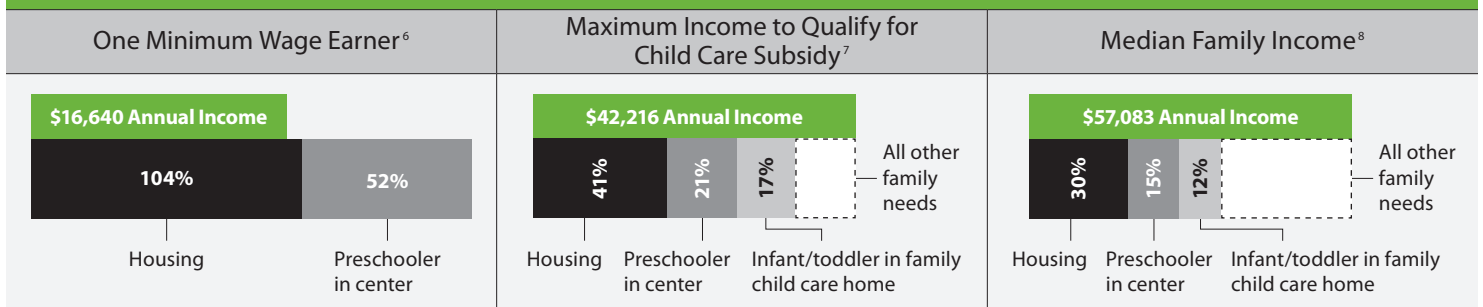 One Minimum Wage Earner⁶
Maximum Income to Qualify for
Child Care Subsidy⁷
Median Family Income⁸
$16,640 Annual Income
104%
52%
Housing
Preschooler
in center
$42,216 Annual Income
41%
21%
17%
All other
family
needs
Housing
Preschooler
in center
Infant/toddler in family
child care home
$57,083 Annual Income
30%
15%
12%
All other
family
needs
Housing
Preschooler
in center
Infant/toddler in family
child care home